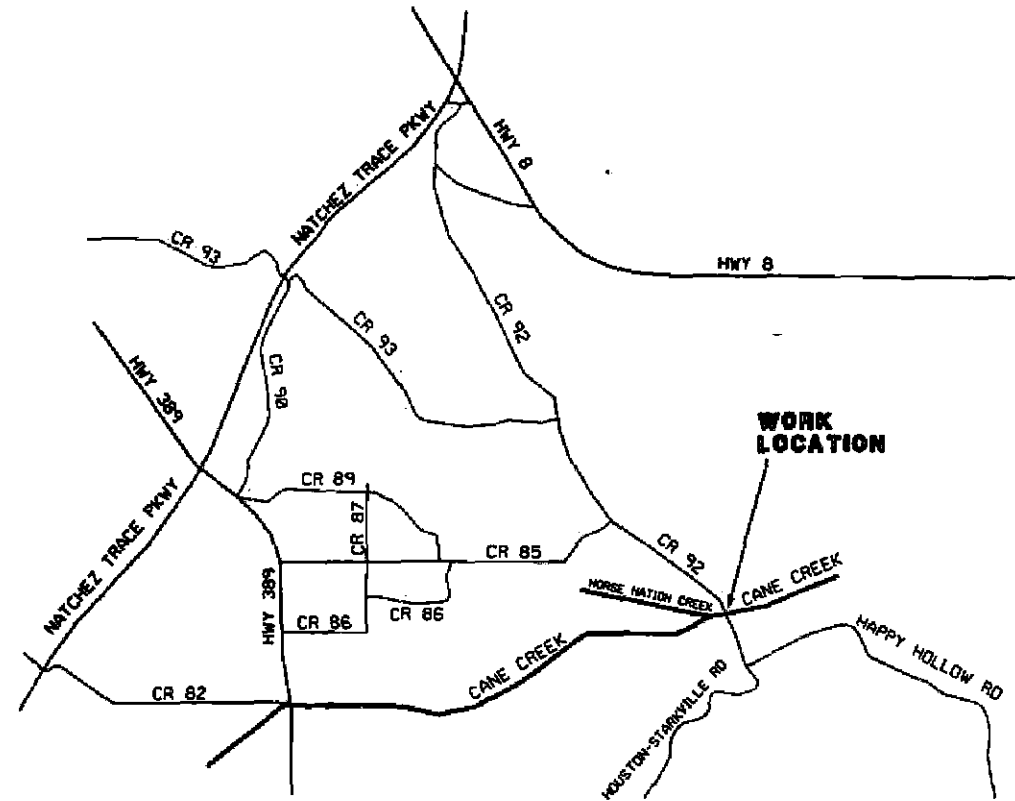 NATCHEZ TRACE PKWY
HWY 8
CR 93
HWY 8
CR 92
CR 93
HWY 389
CR 90
WORK
LOCATION
CR 89
NATCHEZ TRACE PKWY
CR 87
CR 85
CR 92
HORSE NATION CREEK
CANE CREEK
HWY 389
CR 86
CR 86
HAPPY HOLLOW RD
CANE CREEK
CR 82
HOUSTON-STARKVILLE RD